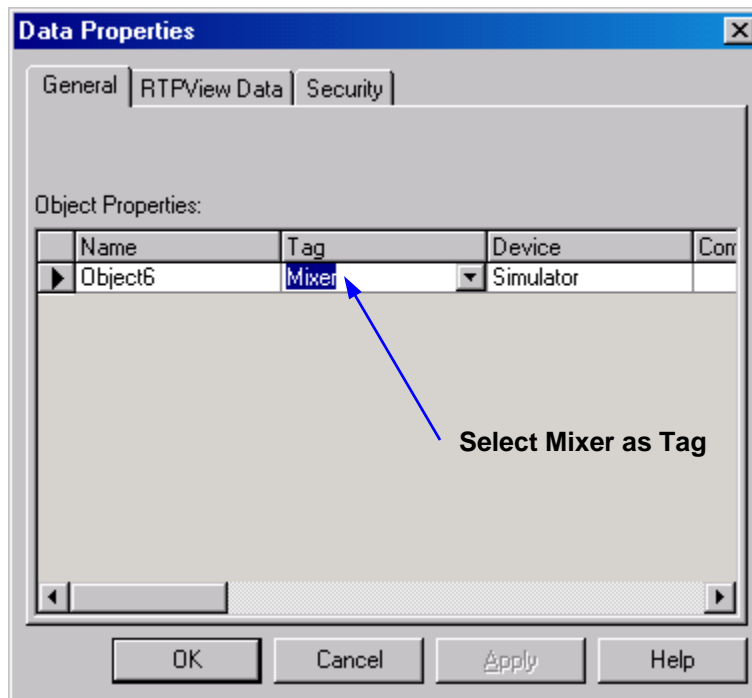 Data Properties
General RTPView Data Security
Object Properties:
Name Tag Device Com
Object6 Mixer Simulator
Select Mixer as Tag
OK Cancel Apply Help